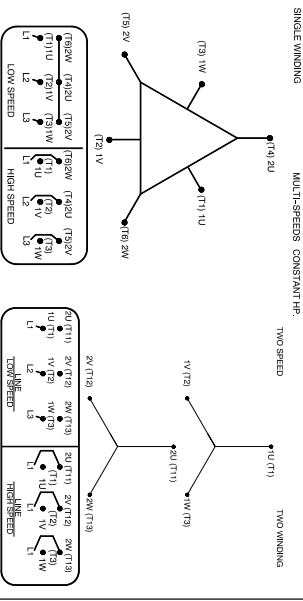 SINGLE WINDING MULTI-SPEEDS CONSTANT HP.
(T4) 2U
(T3) 1W
(T1) 1U
(T5) 2V
(T2) 1V
(T6) 2W
(T6)2W (T4)2U (T5)2V
(T1)1U (T2)1V (T3)1W
L1 L2 L3
LOW SPEED
(T6)2W (T4)2U (T5)2V
(T1) (T2) (T3)
1U 1V 1W
L1 L2 L3
HIGH SPEED
TWO SPEED TWO WINDING
1U (T1)
1V (T2)
1W (T3)
2U (T11)
2V (T12)
2W (T13)
2U (T11) 2V (T12) 2W (T13)
1U (T1) 1V (T2) 1W (T3)
L1 L2 L3
LINE
LOW SPEED
2U (T11) 2V (T12) 2W (T13)
(T1) (T2) (T3)
1U 1V 1W
L1 L1 L1
LINE
HIGH SPEED